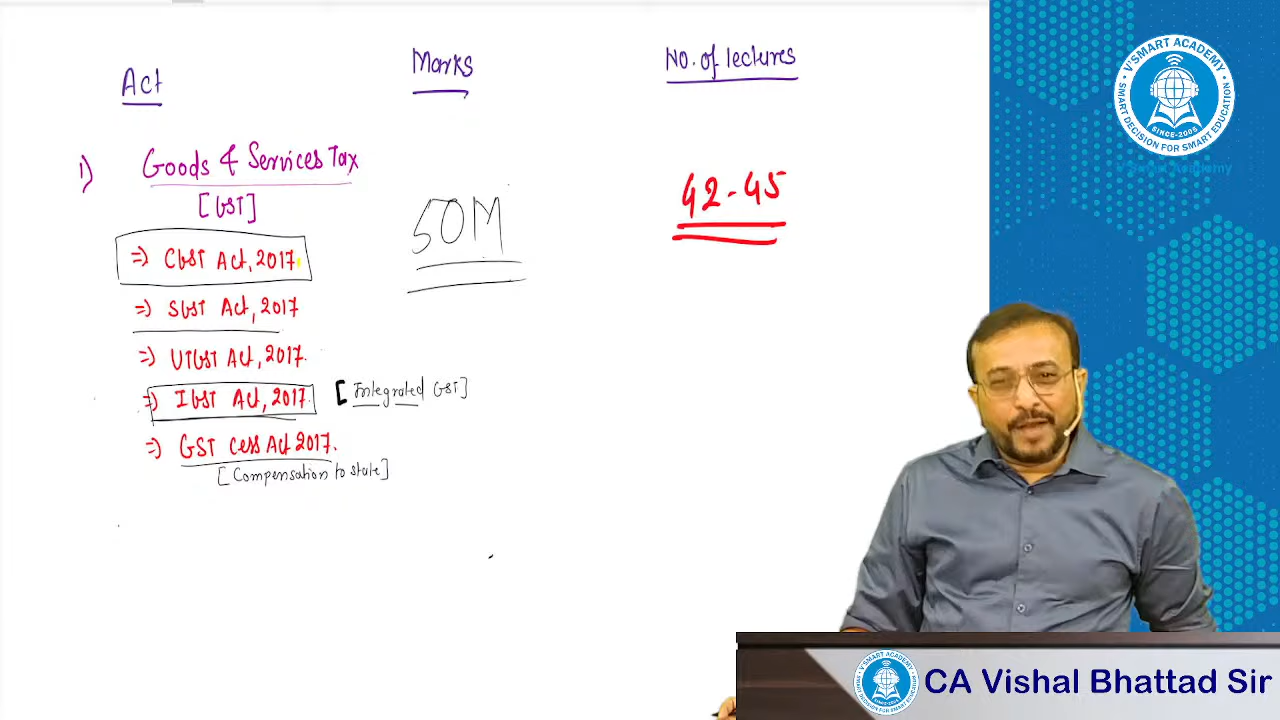 Act
Marks
No. of lectures
1) Goods & Services Tax
[GST]
50M
42-45
=> CGST Act, 2017.
=> SGST Act, 2017
=> UTGST Act, 2017.
=> IGST Act, 2017. [Integrated GST]
=> GST Cess Act 2017.
[Compensation to state]
V'SMART ACADEMY
SINCE-2005
SMART DECISION FOR SMART EDUCATION
CA Vishal Bhattad Sir